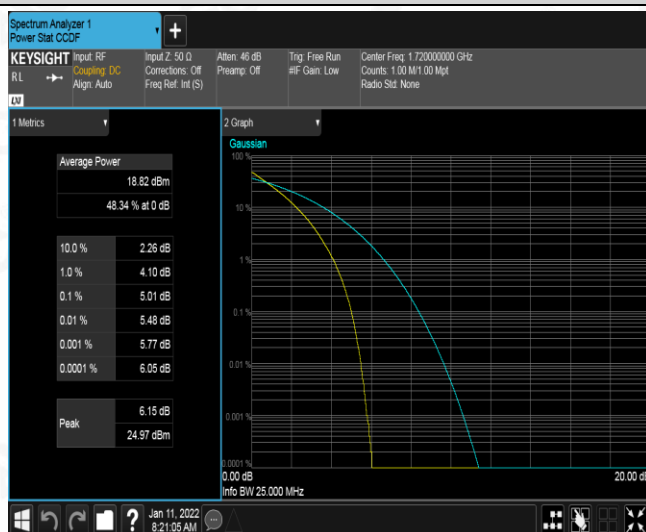 Spectrum Analyzer 1
Power Stat CCDF
+
KEYSIGHT
RL
LXI
Input: RF
Coupling: DC
Align: Auto
Input Z: 50 Ω
Corrections: Off
Freq Ref: Int (S)
Atten: 46 dB
Preamp: Off
Trig: Free Run
#IF Gain: Low
Center Freq: 1.720000000 GHz
Counts: 1.00 M/1.00 Mpt
Radio Std: None
1 Metrics
Average Power
18.82 dBm
48.34 % at 0 dB
10.0 % 2.26 dB
1.0 % 4.10 dB
0.1 % 5.01 dB
0.01 % 5.48 dB
0.001 % 5.77 dB
0.0001 % 6.05 dB
Peak
6.15 dB
24.97 dBm
2 Graph
Gaussian
100 %
10 %
1 %
0.1 %
0.01 %
0.001 %
0.0001 %
0.00 dB
20.00 dB
Info BW 25.000 MHz
?
Jan 11, 2022
8:21:05 AM